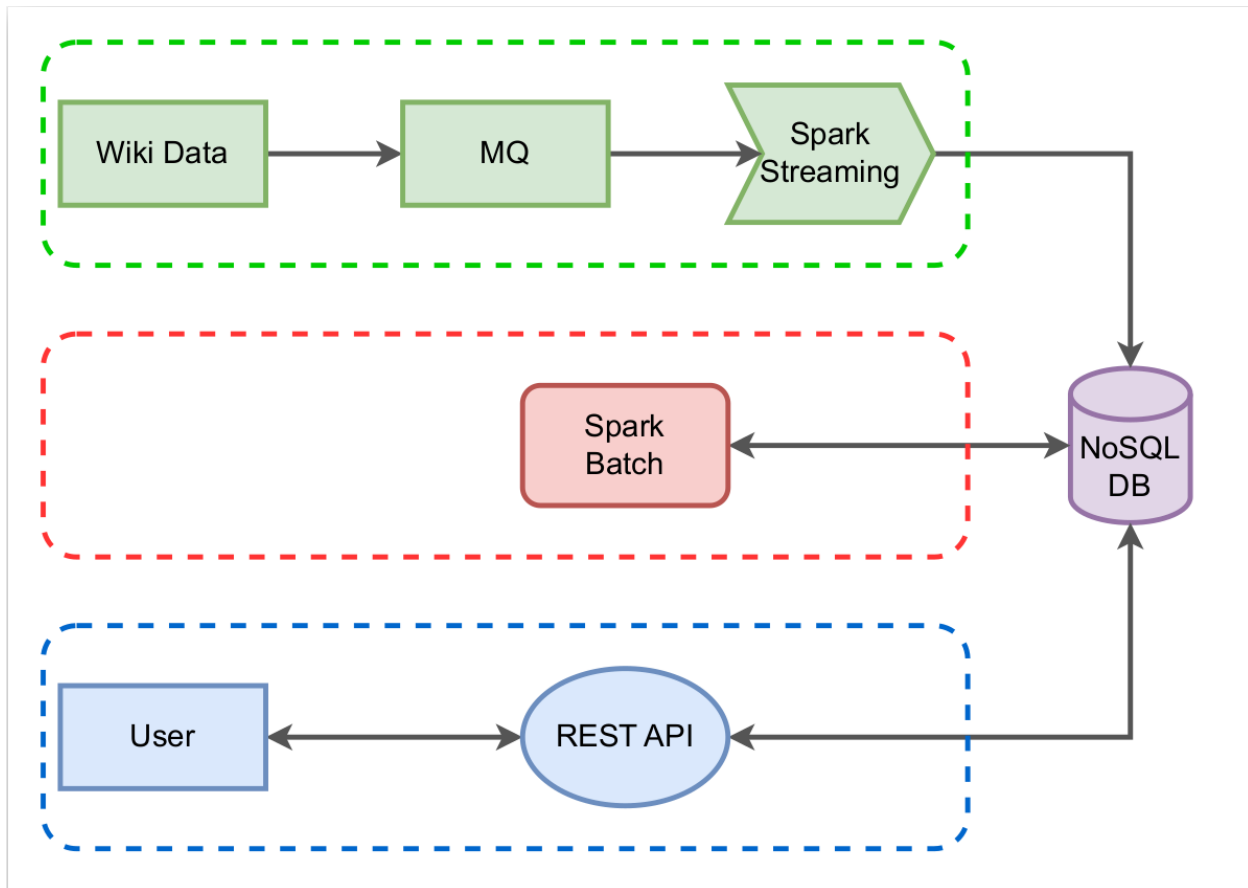 Wiki Data
MQ
Spark
Streaming
Spark
Batch
NoSQL
DB
User
REST API